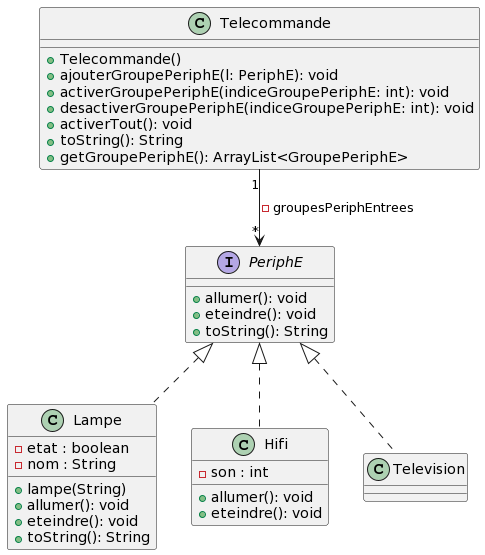 C Telecommande
Telecommande()
ajouterGroupePeriphE(l: PeriphE): void
activerGroupePeriphE(indiceGroupePeriphE: int): void
desactiverGroupePeriphE(indiceGroupePeriphE: int): void
activerTout(): void
toString(): String
getGroupePeriphE(): ArrayList<GroupePeriphE>
1
groupesPeriphEntrees
*
I PeriphE
allumer(): void
eteindre(): void
toString(): String
C Lampe
etat : boolean
nom : String
lampe(String)
allumer(): void
eteindre(): void
toString(): String
C Hifi
son : int
allumer(): void
eteindre(): void
C Television